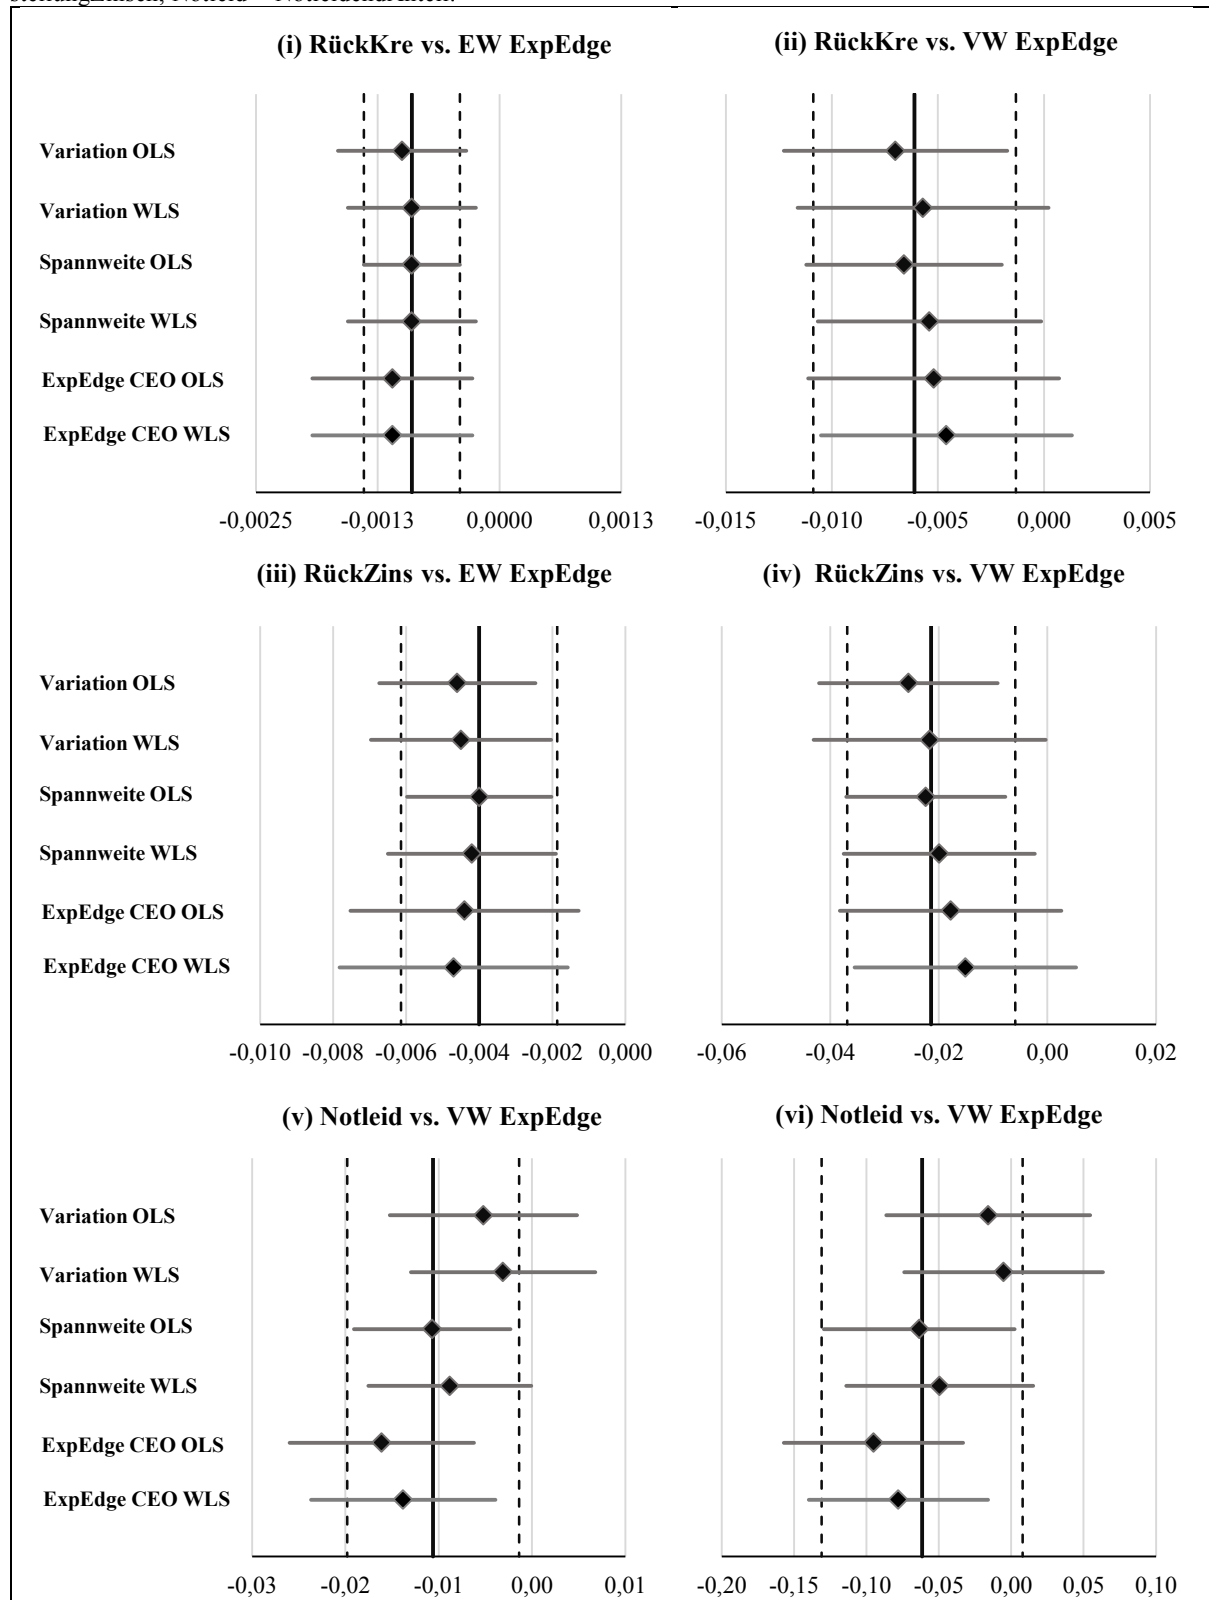 (i) RückKre vs. EW ExpEdge
(ii) RückKre vs. VW ExpEdge
Variation OLS
Variation WLS
Spannweite OLS
Spannweite WLS
ExpEdge CEO OLS
ExpEdge CEO WLS
-0,0025 -0,0013 0,0000 0,0013
-0,015 -0,010 -0,005 0,000 0,005
(iii) RückZins vs. EW ExpEdge
(iv) RückZins vs. VW ExpEdge
Variation OLS
Variation WLS
Spannweite OLS
Spannweite WLS
ExpEdge CEO OLS
ExpEdge CEO WLS
-0,010 -0,008 -0,006 -0,004 -0,002 0,000
-0,06 -0,04 -0,02 0,00 0,02
(v) Notleid vs. VW ExpEdge
(vi) Notleid vs. VW ExpEdge
Variation OLS
Variation WLS
Spannweite OLS
Spannweite WLS
ExpEdge CEO OLS
ExpEdge CEO WLS
-0,03 -0,02 -0,01 0,00 0,01
-0,20 -0,15 -0,10 -0,05 0,00 0,05 0,10